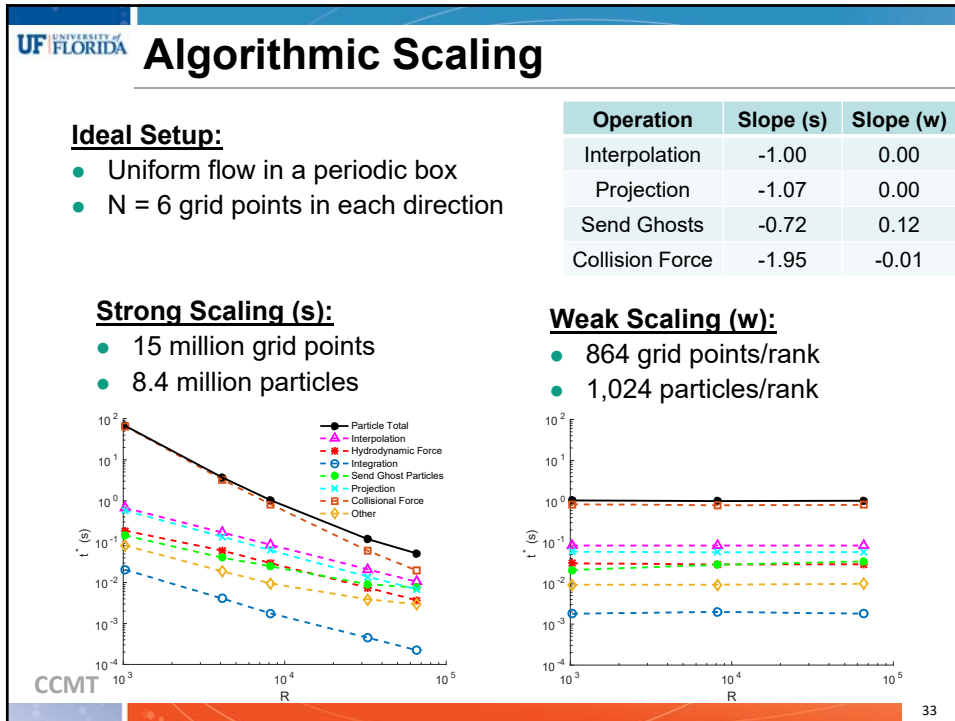 UF UNIVERSITY of FLORIDA
Algorithmic Scaling
Ideal Setup:
● Uniform flow in a periodic box
● N = 6 grid points in each direction
Operation Slope (s) Slope (w)
Interpolation -1.00 0.00
Projection -1.07 0.00
Send Ghosts -0.72 0.12
Collision Force -1.95 -0.01
Strong Scaling (s):
● 15 million grid points
● 8.4 million particles
Weak Scaling (w):
● 864 grid points/rank
● 1,024 particles/rank
10^2
10^1
10^0
10^-1
10^-2
10^-3
10^-4
t* (s)
Particle Total
Interpolation
Hydrodynamic Force
Integration
Send Ghost Particles
Projection
Collisional Force
Other
10^3 10^4 10^5
R
10^2
10^1
10^0
10^-1
10^-2
10^-3
10^-4
t* (s)
10^3 10^4 10^5
R
CCMT
33